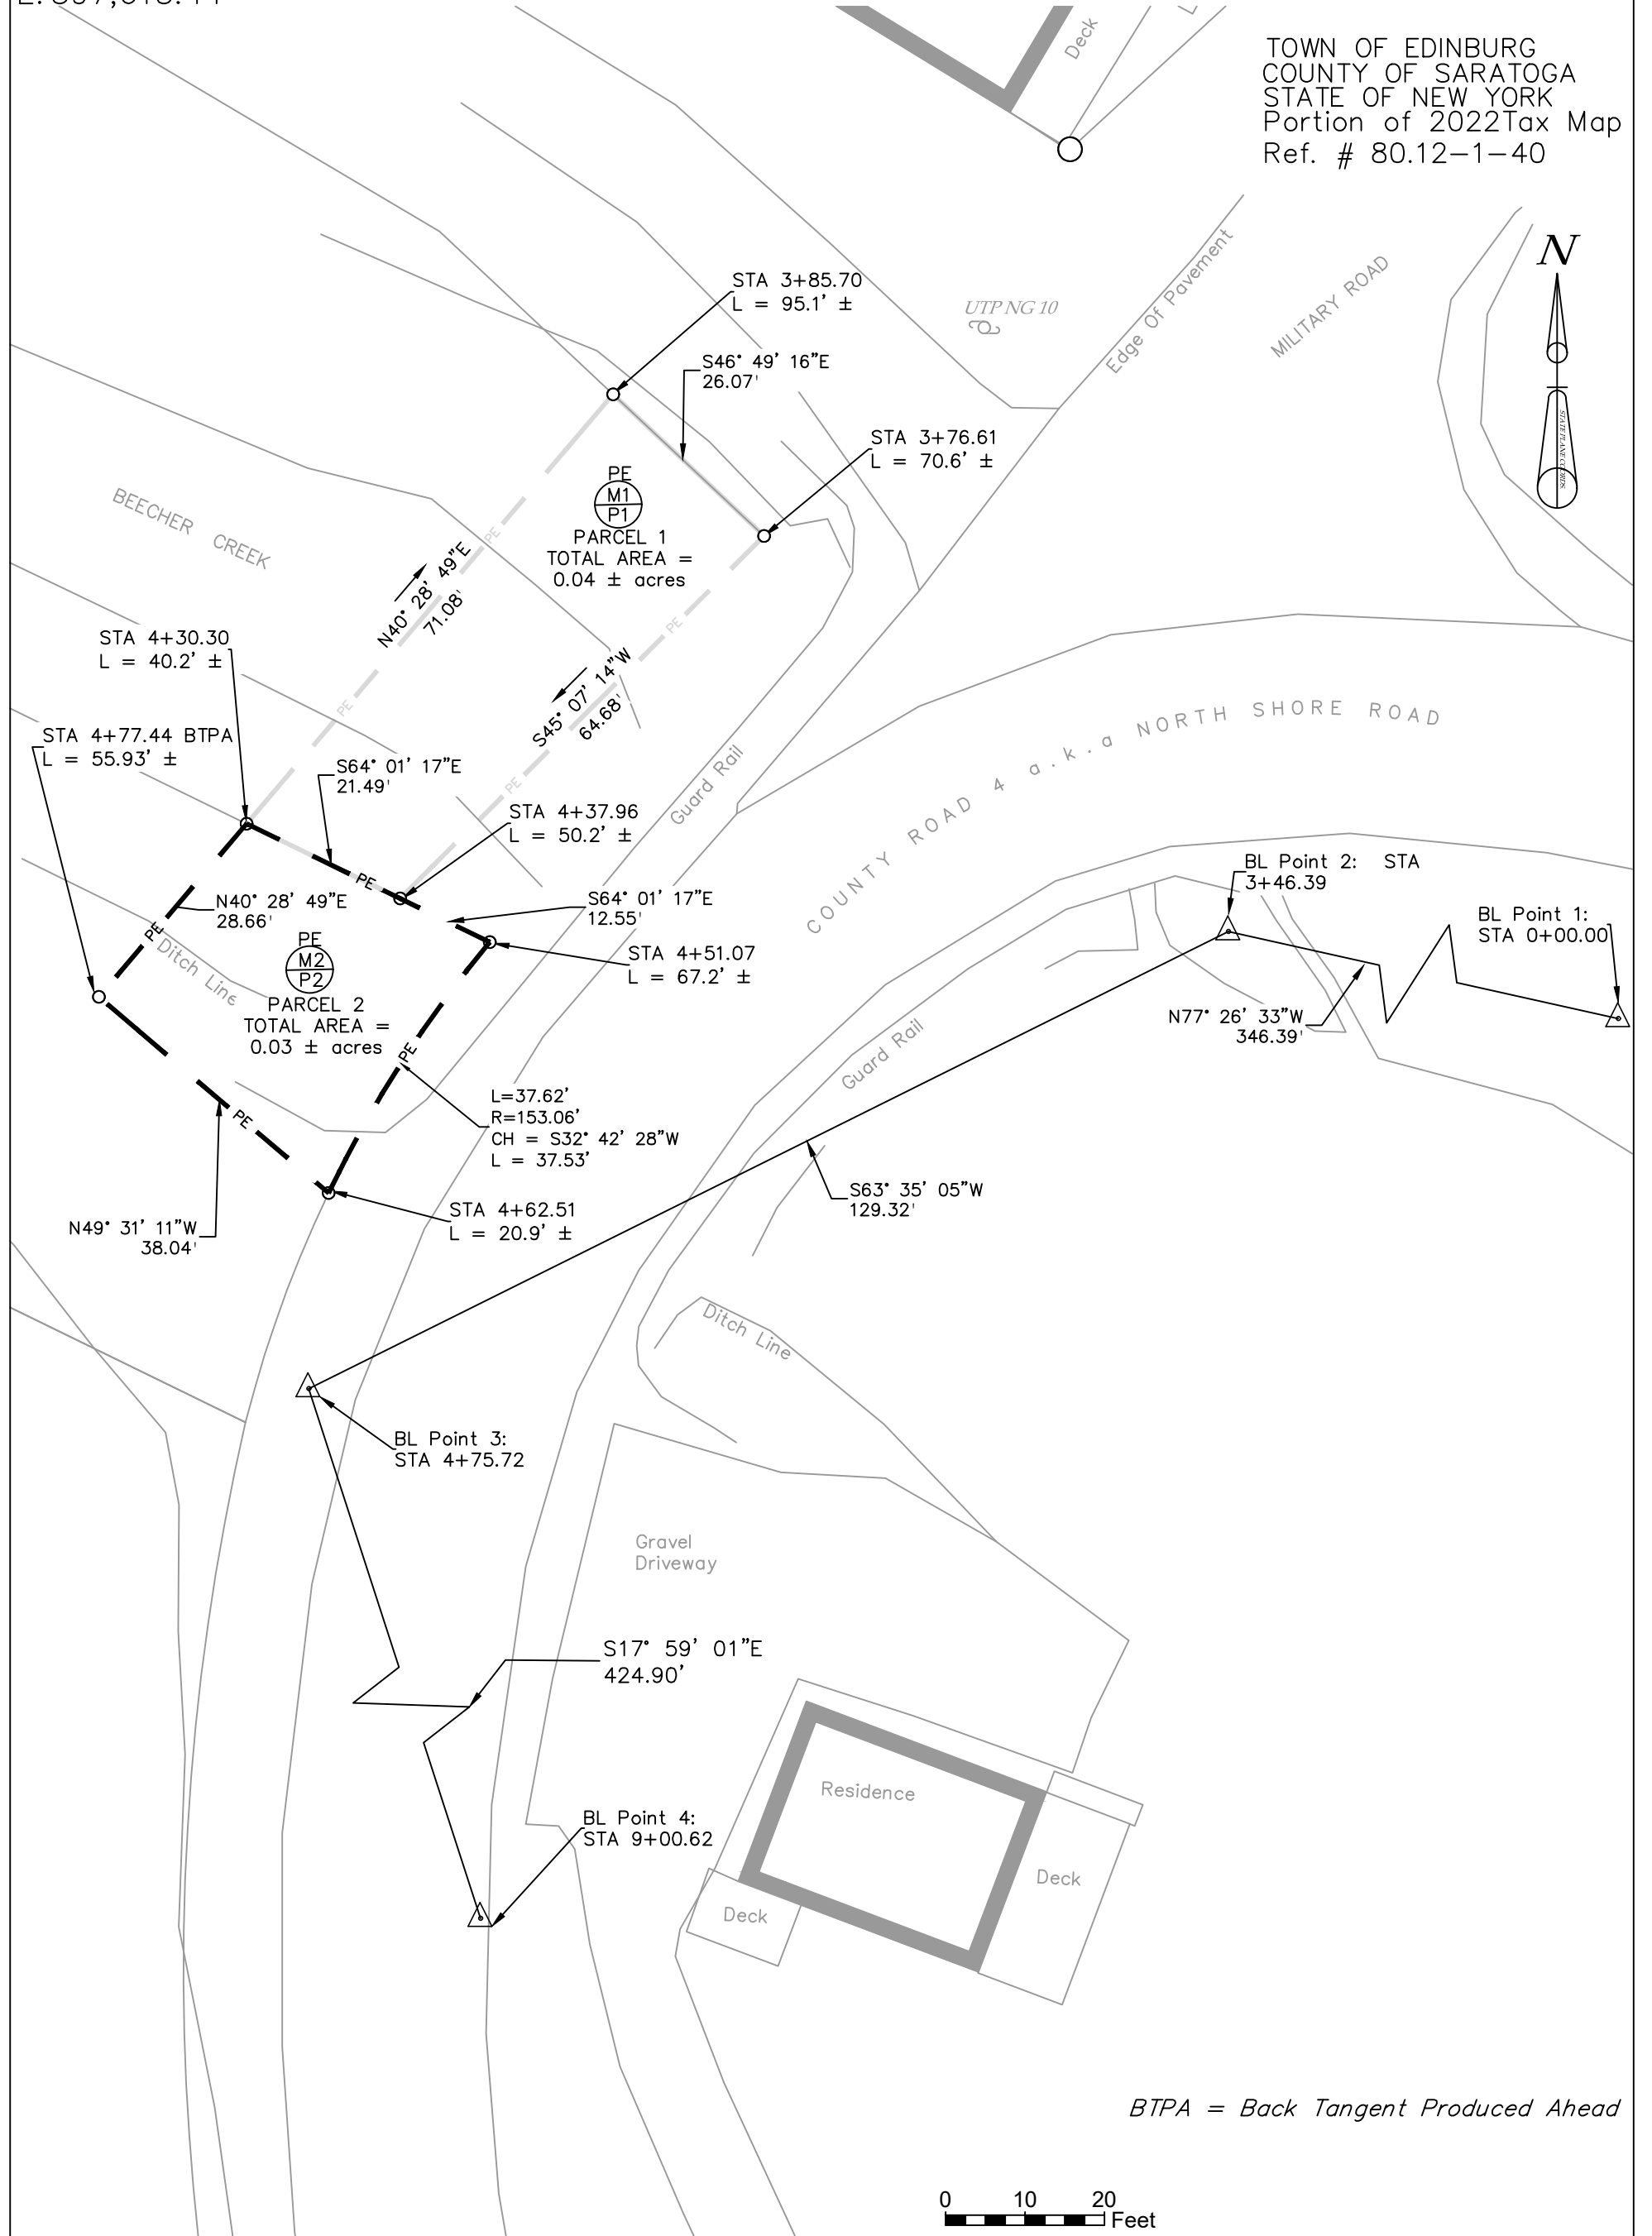 TOWN OF EDINBURG
COUNTY OF SARATOGA
STATE OF NEW YORK
Portion of 2022Tax Map
Ref. # 80.12-1-40
Deck
N
STATE PLANE COORDS.
MILITARY ROAD
Edge Of Pavement
UTP NG 10
STA 3+85.70
L = 95.1' ±
S46° 49' 16"E
26.07'
STA 3+76.61
L = 70.6' ±
PE
M1
P1
PARCEL 1
TOTAL AREA =
0.04 ± acres
BEECHER CREEK
N40° 28' 49"E
71.08'
PE
PE
PE
PE
S45° 07' 14"W
64.68'
STA 4+30.30
L = 40.2' ±
STA 4+77.44 BTPA
L = 55.93' ±
S64° 01' 17"E
21.49'
STA 4+37.96
L = 50.2' ±
Guard Rail
COUNTY ROAD 4 a.k.a NORTH SHORE ROAD
PE
N40° 28' 49"E
28.66'
S64° 01' 17"E
12.55'
STA 4+51.07
L = 67.2' ±
PE
Ditch Line
PE
M2
P2
PARCEL 2
TOTAL AREA =
0.03 ± acres
PE
PE
L=37.62'
R=153.06'
CH = S32° 42' 28"W
L = 37.53'
STA 4+62.51
L = 20.9' ±
N49° 31' 11"W
38.04'
BL Point 2: STA
3+46.39
BL Point 1:
STA 0+00.00
N77° 26' 33"W
346.39'
Guard Rail
S63° 35' 05"W
129.32'
Ditch Line
BL Point 3:
STA 4+75.72
Gravel
Driveway
S17° 59' 01"E
424.90'
BL Point 4:
STA 9+00.62
Residence
Deck
Deck
BTPA = Back Tangent Produced Ahead
0 10 20
Feet